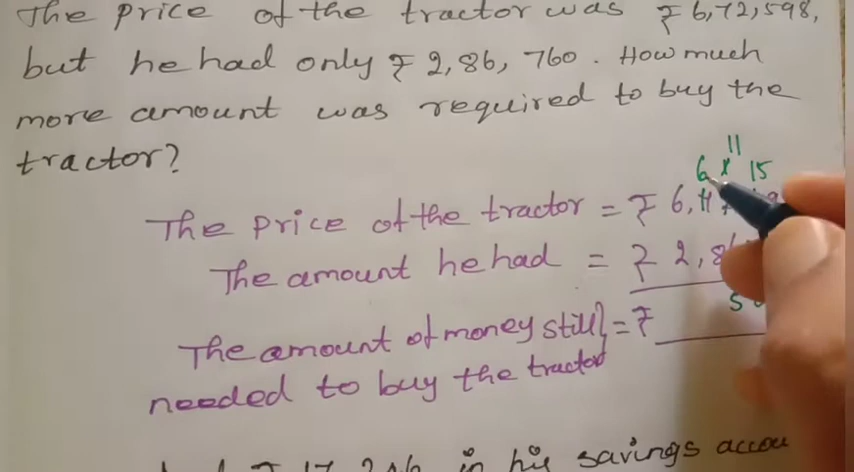 The price of the tractor was ₹ 6,72,598,
but he had only ₹ 2,86,760. How much
more amount was required to buy the
tractor?
11
6 15
The price of the tractor = ₹ 6,
The amount he had = ₹ 2,8
5
The amount of money still } = ₹
needed to buy the tractor
in his savings accou